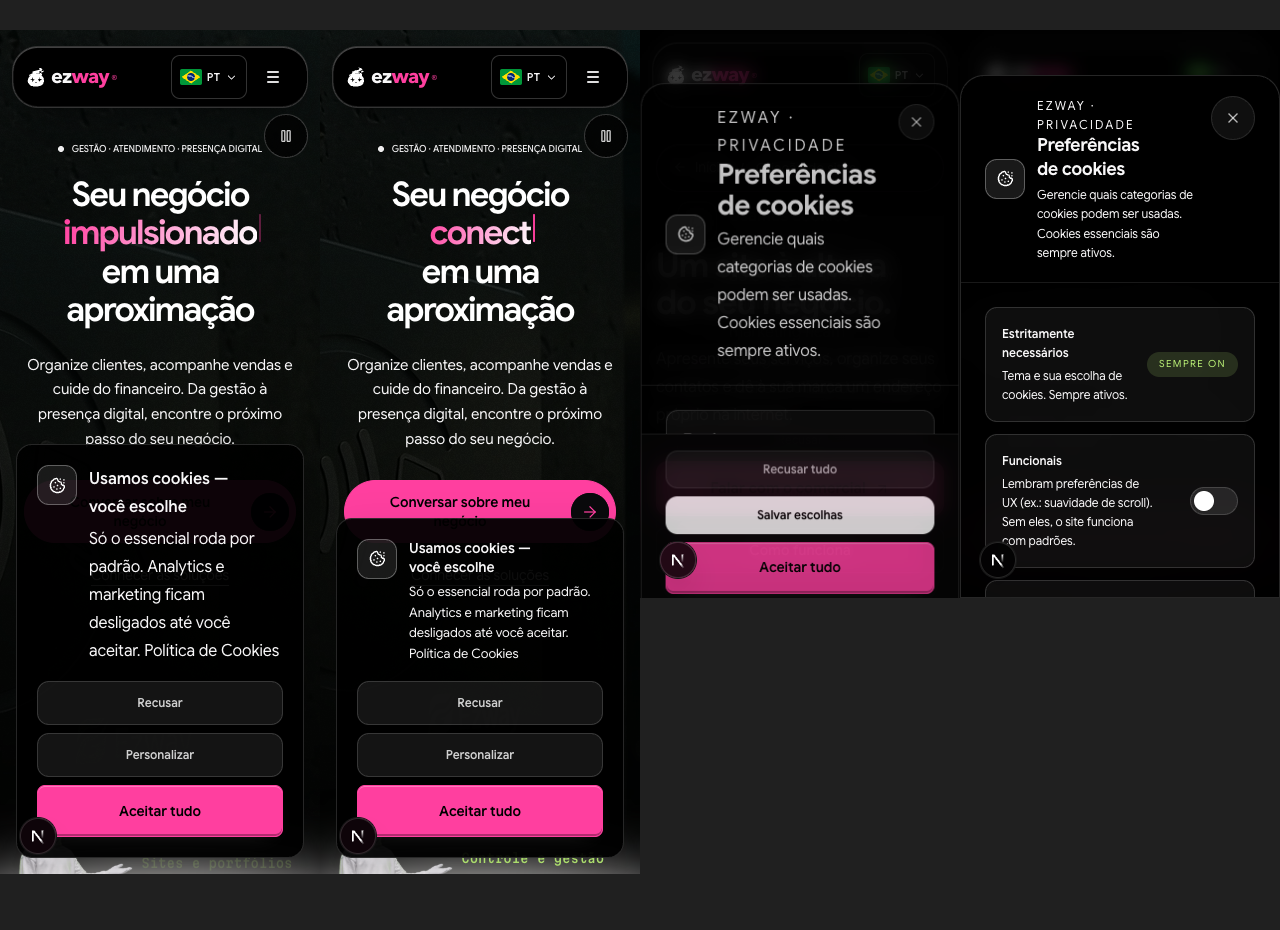 ezway®
PT
GESTÃO · ATENDIMENTO · PRESENÇA DIGITAL
Seu negócio
impulsionado
em uma
aproximação
Organize clientes, acompanhe vendas e
cuide do financeiro. Da gestão à
presença digital, encontre o próximo
passo do seu negócio.
Usamos cookies —
você escolhe
Só o essencial roda por
padrão. Analytics e
marketing ficam
desligados até você
aceitar. Política de Cookies
Recusar
Personalizar
Aceitar tudo
N
Sites e portfólios
ezway®
PT
GESTÃO · ATENDIMENTO · PRESENÇA DIGITAL
Seu negócio
conect
em uma
aproximação
Organize clientes, acompanhe vendas e
cuide do financeiro. Da gestão à
presença digital, encontre o próximo
passo do seu negócio.
Conversar sobre meu
negócio
Usamos cookies —
você escolhe
Só o essencial roda por padrão.
Analytics e marketing ficam
desligados até você aceitar.
Política de Cookies
Recusar
Personalizar
Aceitar tudo
N
Controle e gestão
ezway
PT
EZWAY ·
PRIVACIDADE
Preferências
de cookies
Gerencie quais
categorias de cookies
podem ser usadas.
Cookies essenciais são
sempre ativos.
Recusar tudo
Salvar escolhas
Aceitar tudo
N
EZWAY ·
PRIVACIDADE
Preferências
de cookies
Gerencie quais categorias de
cookies podem ser usadas.
Cookies essenciais são
sempre ativos.
Estritamente
necessários
Tema e sua escolha de
cookies. Sempre ativos.
SEMPRE ON
Funcionais
Lembram preferências de
UX (ex.: suavidade de scroll).
Sem eles, o site funciona
com padrões.
N